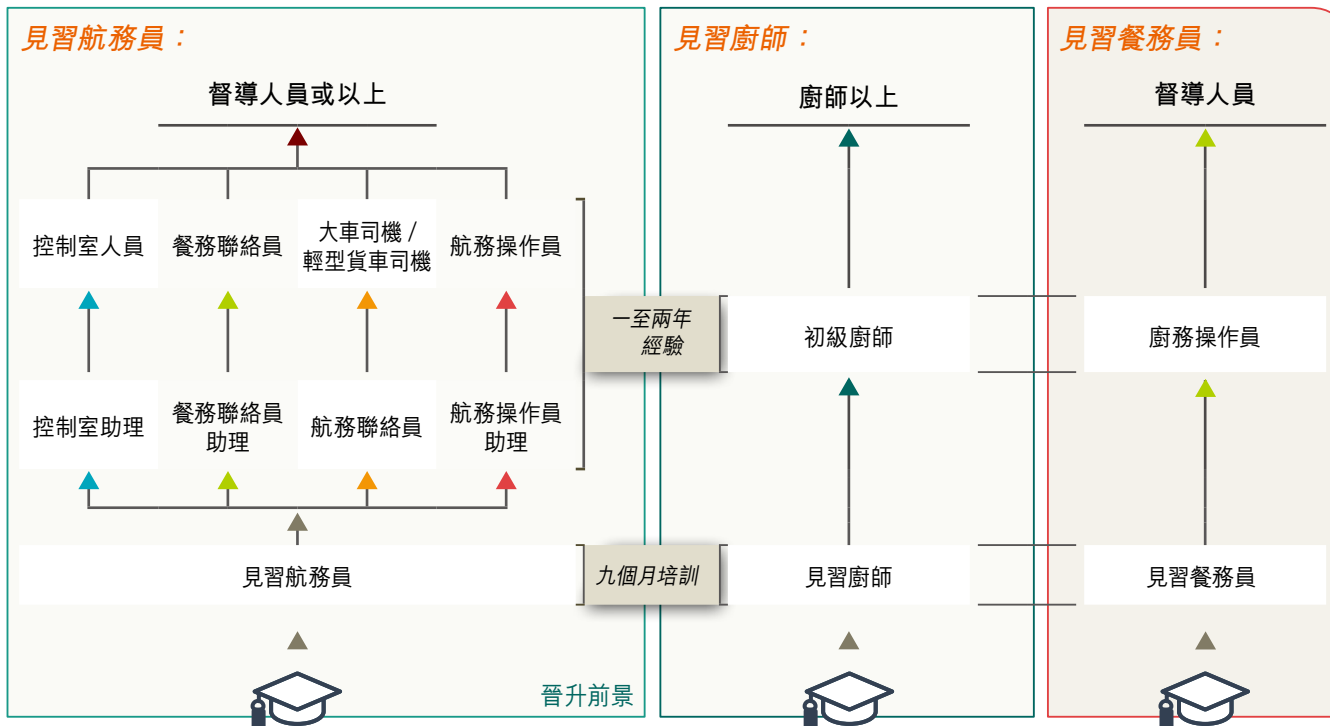 見習航務員：
督導人員或以上
控制室人員
餐務聯絡員
大車司機 /
輕型貨車司機
航務操作員
控制室助理
餐務聯絡員
助理
航務聯絡員
航務操作員
助理
見習航務員
晉升前景
一至兩年
經驗
九個月培訓
見習廚師：
廚師以上
初級廚師
見習廚師
見習餐務員：
督導人員
廚務操作員
見習餐務員